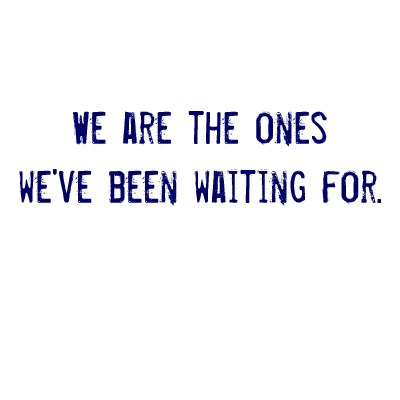 WE ARE THE ONES
WE'VE BEEN WAITING FOR.